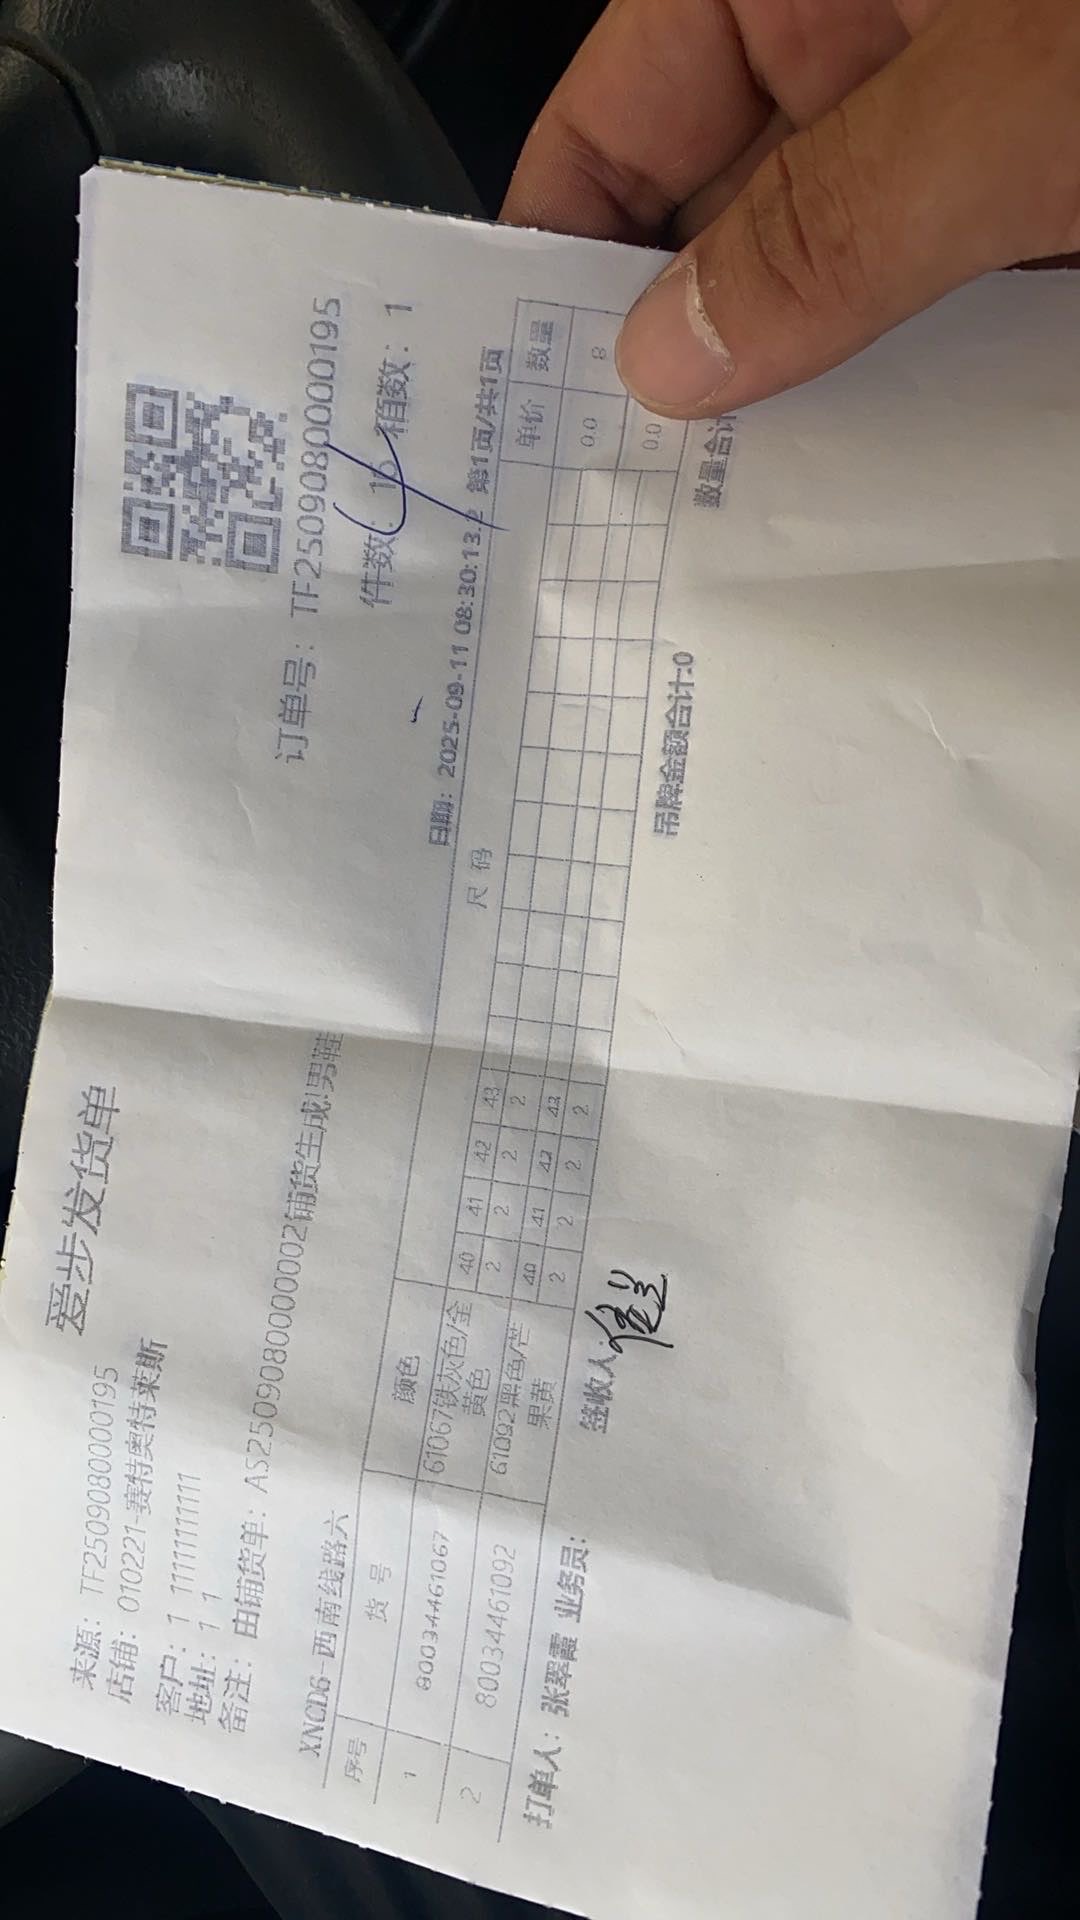 爱步发货单
来源：TF250908000019​5
店铺：010221-赛特奥特莱斯
订单号：TF2509080000195
客户：1 11111111111
地址：1 1
件数：16 箱数：1
备注：由铺货单：AS2509080000002铺货生成!男鞋
XNCD6-西南线路六 日期：2025-09-11 08:30:13.2 第1页/共1页
序号 货号 颜色 尺码 单价 数量
40 41 42 43
1 80034461067 61067铁灰色/金黄色 2 2 2 2 0.0 8
40 41 42 43
2 80034461092 61092黑色/芒果黄 2 2 2 2 0.0
打单人：张翠霞 业务员： 签收人: 吊牌金额合计:0 数量合计